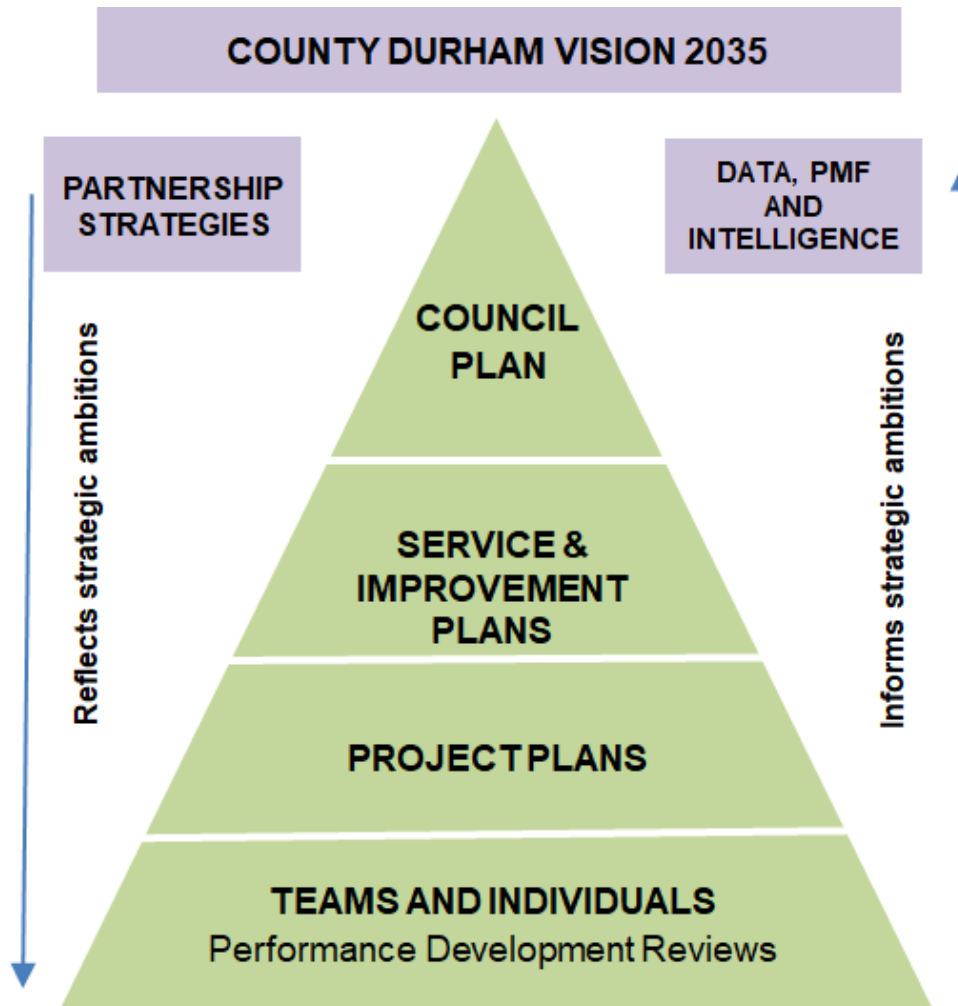 COUNTY DURHAM VISION 2035
PARTNERSHIP
STRATEGIES
DATA, PMF
AND
INTELLIGENCE
COUNCIL
PLAN
Reflects strategic ambitions
Informs strategic ambitions
SERVICE &
IMPROVEMENT
PLANS
PROJECT PLANS
TEAMS AND INDIVIDUALS
Performance Development Reviews